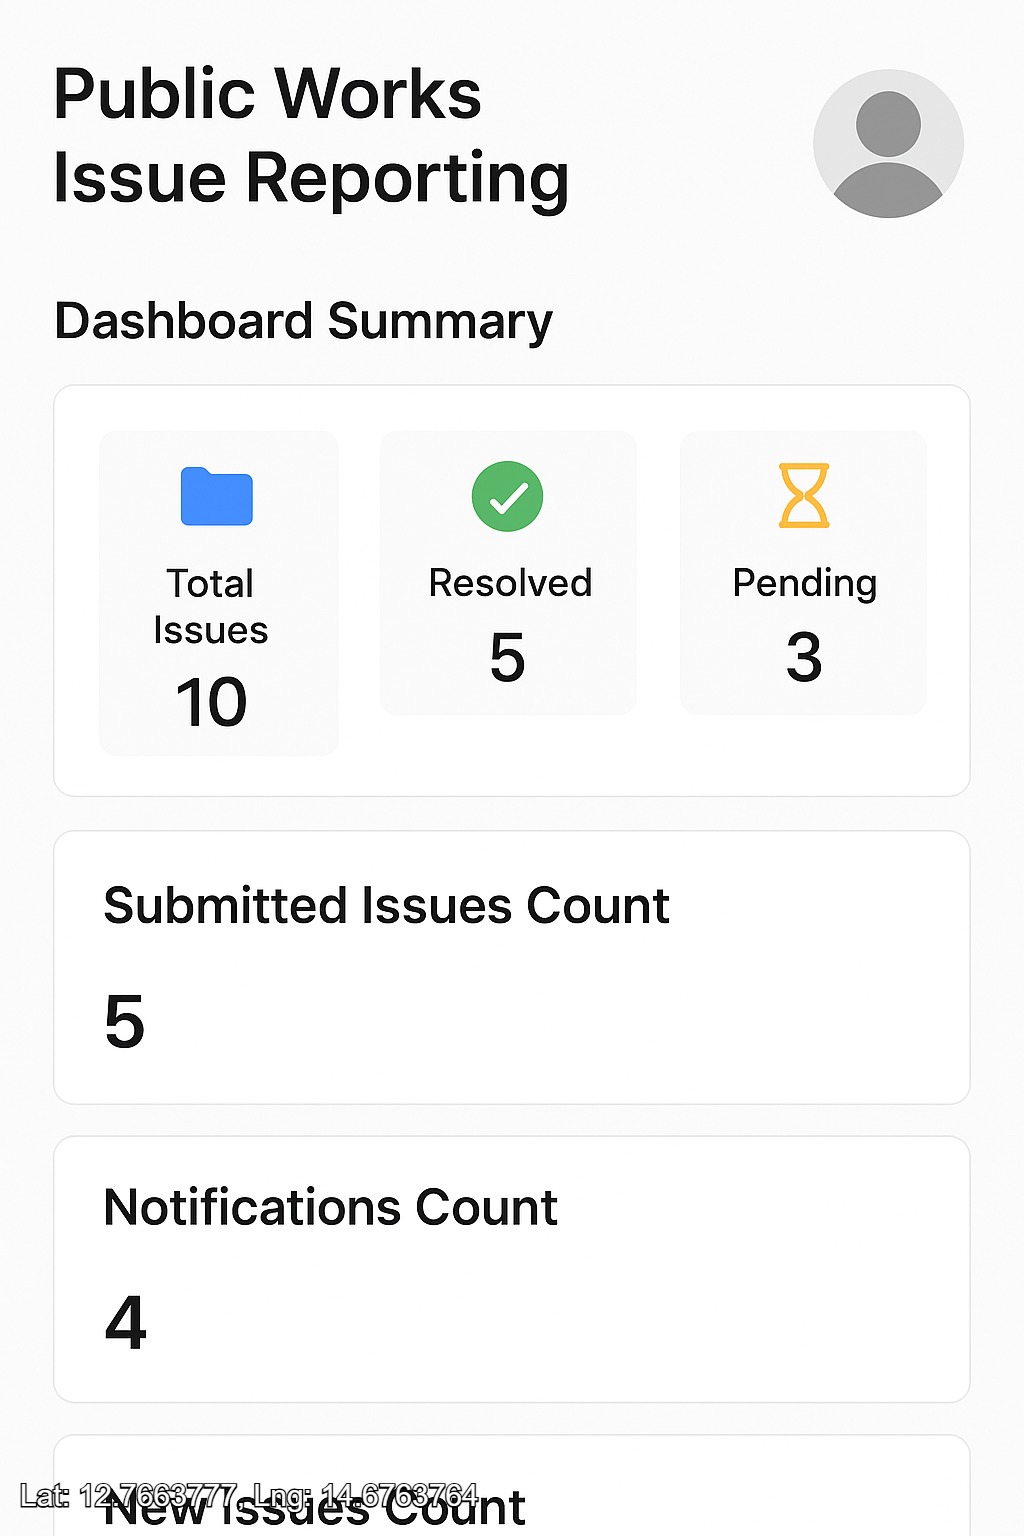 Public Works
Issue Reporting
Dashboard Summary
Total
Issues
10
Resolved
5
Pending
3
Submitted Issues Count
5
Notifications Count
4
New Issues Count
Lat: 12.7663777, Lng: 14.6763764